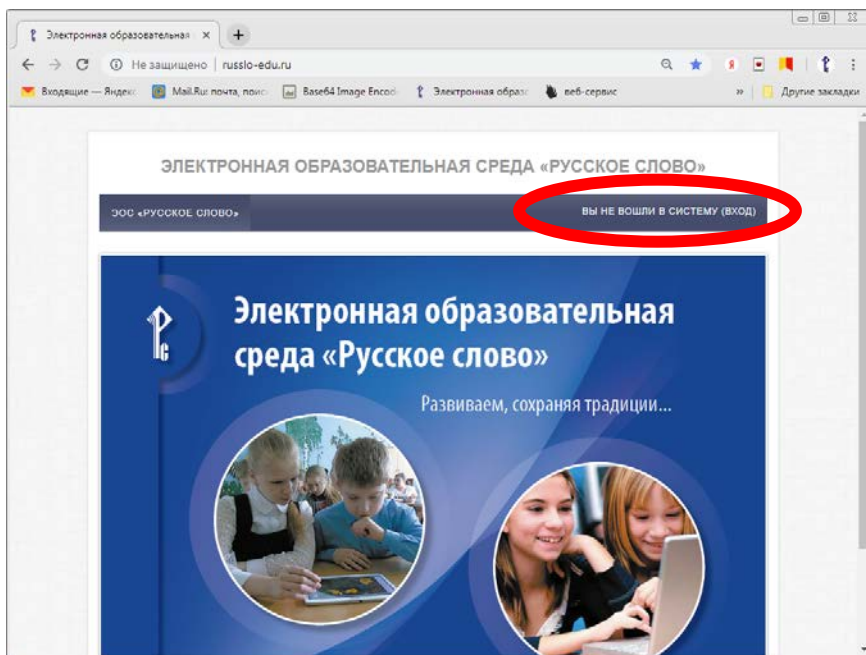 Электронная образовательная
Не защищено | russlo-edu.ru
Входящие — Яндекс
Mail.Ru: почта, поис
Base64 Image Encod
Электронная образо
веб-сервис
»
Другие закладки
ЭЛЕКТРОННАЯ ОБРАЗОВАТЕЛЬНАЯ СРЕДА «РУССКОЕ СЛОВО»
ЭОС «РУССКОЕ СЛОВО»
ВЫ НЕ ВОШЛИ В СИСТЕМУ (ВХОД)
Электронная образовательная
среда «Русское слово»
Развиваем, сохраняя традиции...